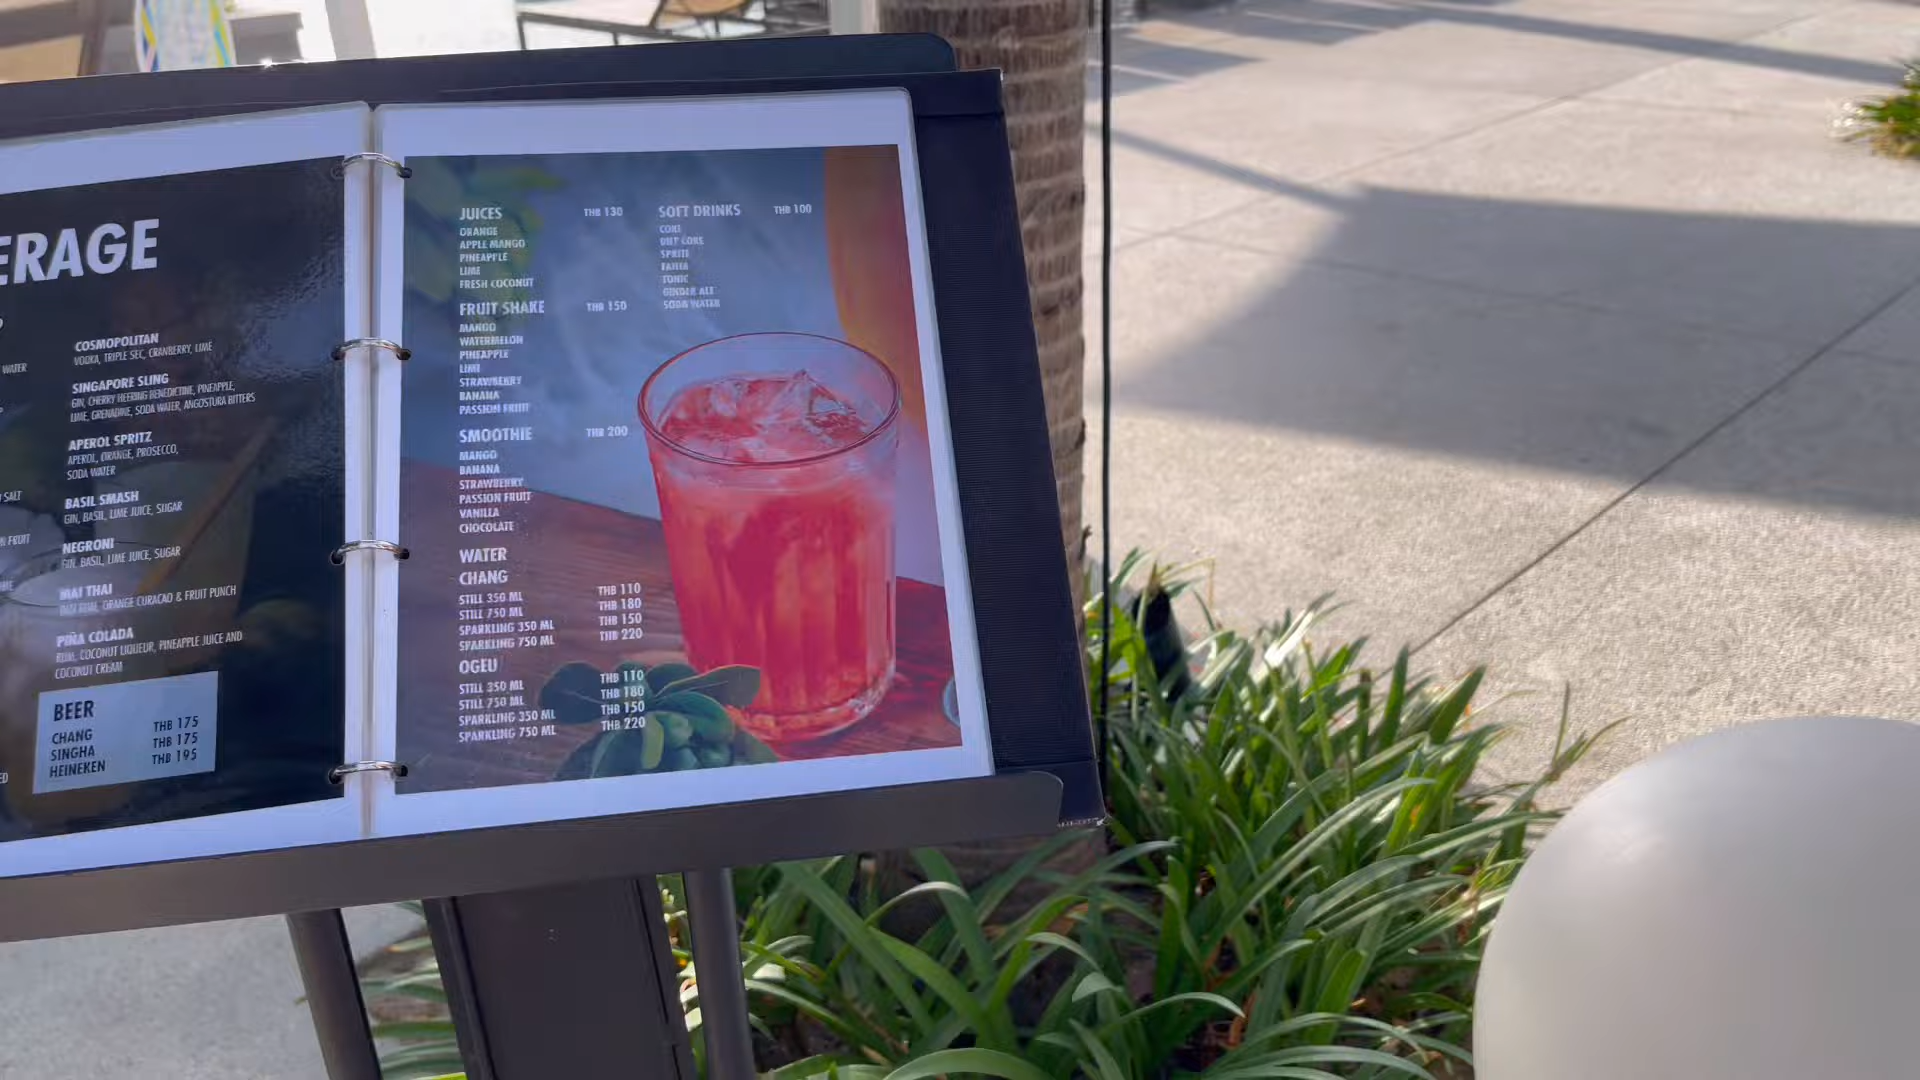 ERAGE
WATER
SALT
N FRUIT
COSMOPOLITAN
VODKA, TRIPLE SEC, CRANBERRY, LIME
SINGAPORE SLING
GIN, CHERRY HEERING BENEDICTINE, PINEAPPLE,
LIME, GRENADINE, SODA WATER, ANGOSTURA BITTERS
APEROL SPRITZ
APEROL, ORANGE, PROSECCO,
SODA WATER
BASIL SMASH
GIN, BASIL, LIME JUICE, SUGAR
NEGRONI
GIN, BASIL, LIME JUICE, SUGAR
MAI THAI
RUM, ORANGE CURACAO & FRUIT PUNCH
PIÑA COLADA
RUM, COCONUT LIQUEUR, PINEAPPLE JUICE AND
COCONUT CREAM
BEER
CHANG THB 175
SINGHA THB 175
HEINEKEN THB 195
JUICES THB 130
ORANGE
APPLE MANGO
PINEAPPLE
LIME
FRESH COCONUT
FRUIT SHAKE THB 150
MANGO
WATERMELON
PINEAPPLE
LIME
STRAWBERRY
BANANA
PASSION FRUIT
SMOOTHIE THB 200
MANGO
BANANA
STRAWBERRY
PASSION FRUIT
VANILLA
CHOCOLATE
WATER
CHANG
STILL 350 ML THB 110
STILL 750 ML THB 180
SPARKLING 350 ML THB 150
SPARKLING 750 ML THB 220
OGEU
STILL 350 ML THB 110
STILL 750 ML THB 180
SPARKLING 350 ML THB 150
SPARKLING 750 ML THB 220
SOFT DRINKS THB 100
COKE
DIET COKE
SPRITE
FANTA
TONIC
GINGER ALE
SODA WATER